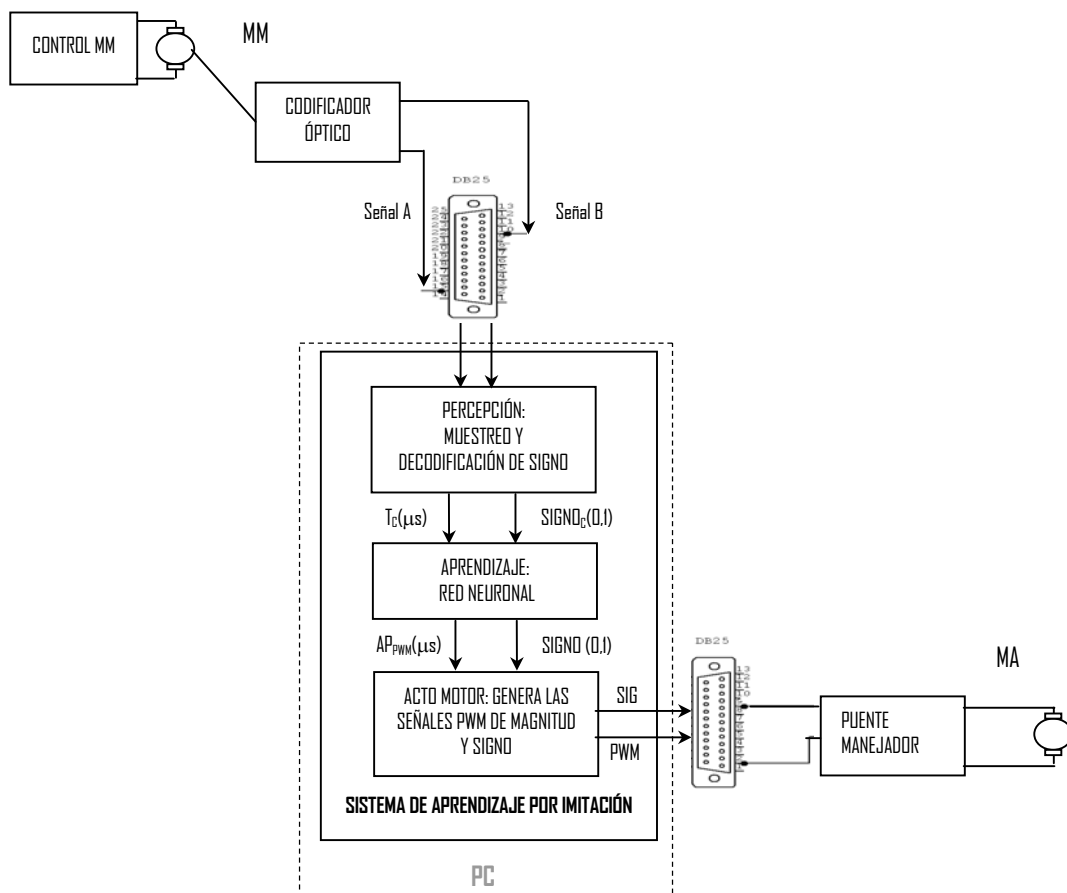 MM
CONTROL MM
CODIFICADOR
ÓPTICO
DB25
Señal A
Señal B
PERCEPCIÓN:
MUESTREO Y
DECODIFICACIÓN DE SIGNO
T_C(μs)
SIGNO_C(0,1)
APRENDIZAJE:
RED NEURONAL
AP_PWM(μs)
SIGNO (0,1)
ACTO MOTOR: GENERA LAS
SEÑALES PWM DE MAGNITUD
Y SIGNO
SIG
PWM
DB25
MA
PUENTE
MANEJADOR
SISTEMA DE APRENDIZAJE POR IMITACIÓN
PC